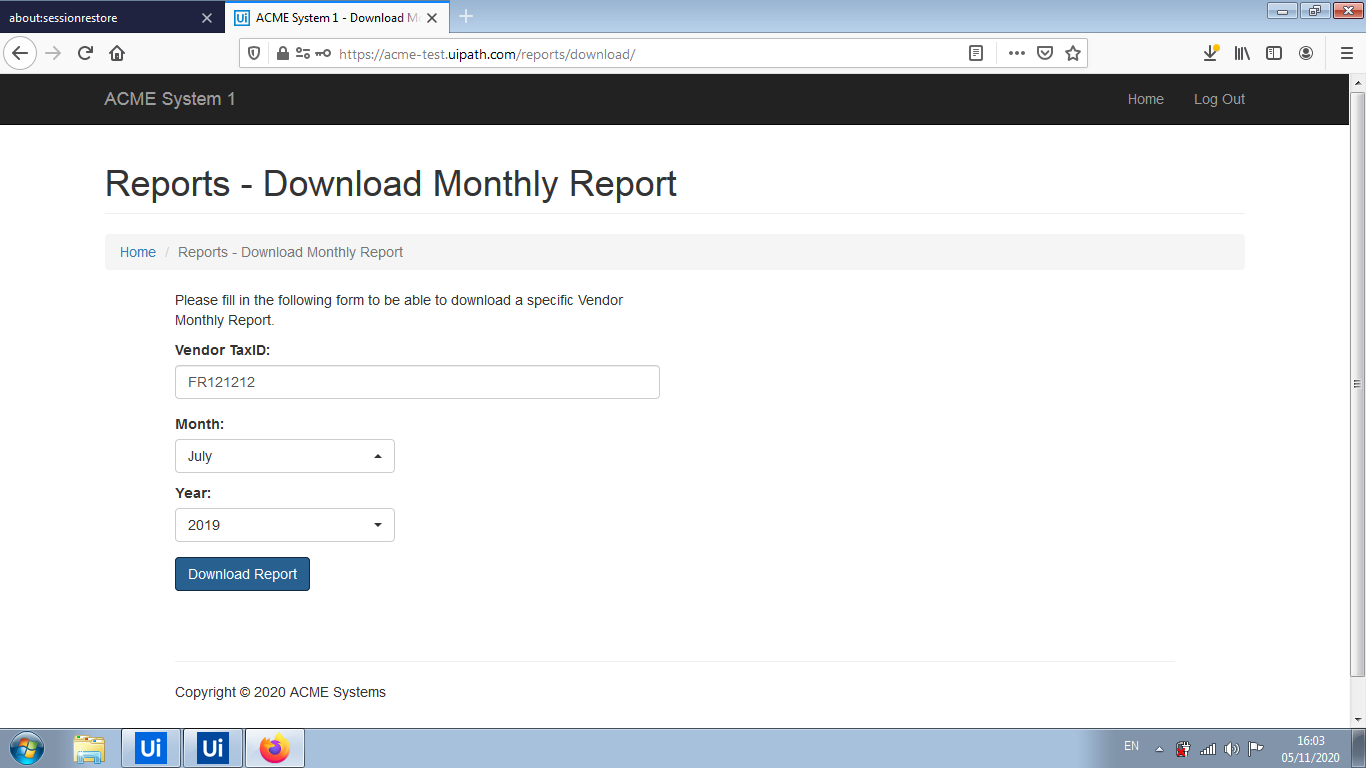 about:sessionrestore
Ui ACME System 1 - Download M
https://acme-test.uipath.com/reports/download/
ACME System 1
Home
Log Out
Reports - Download Monthly Report
Home / Reports - Download Monthly Report
Please fill in the following form to be able to download a specific Vendor
Monthly Report.
Vendor TaxID:
FR121212
Month:
July
Year:
2019
Download Report
Copyright © 2020 ACME Systems
Ui
Ui
EN
16:03
05/11/2020